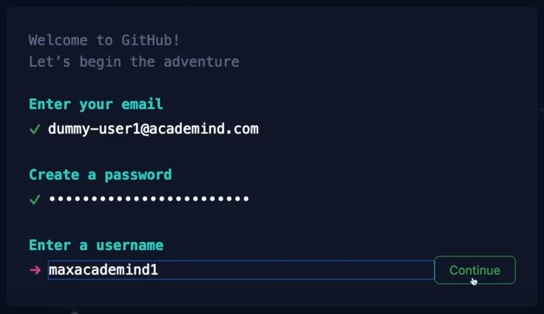 Welcome to GitHub!
Let's begin the adventure
Enter your email
✓ dummy-user1@academind.com
Create a password
✓ ••••••••••••••••••••••••
Enter a username
→ maxacademind1
Continue